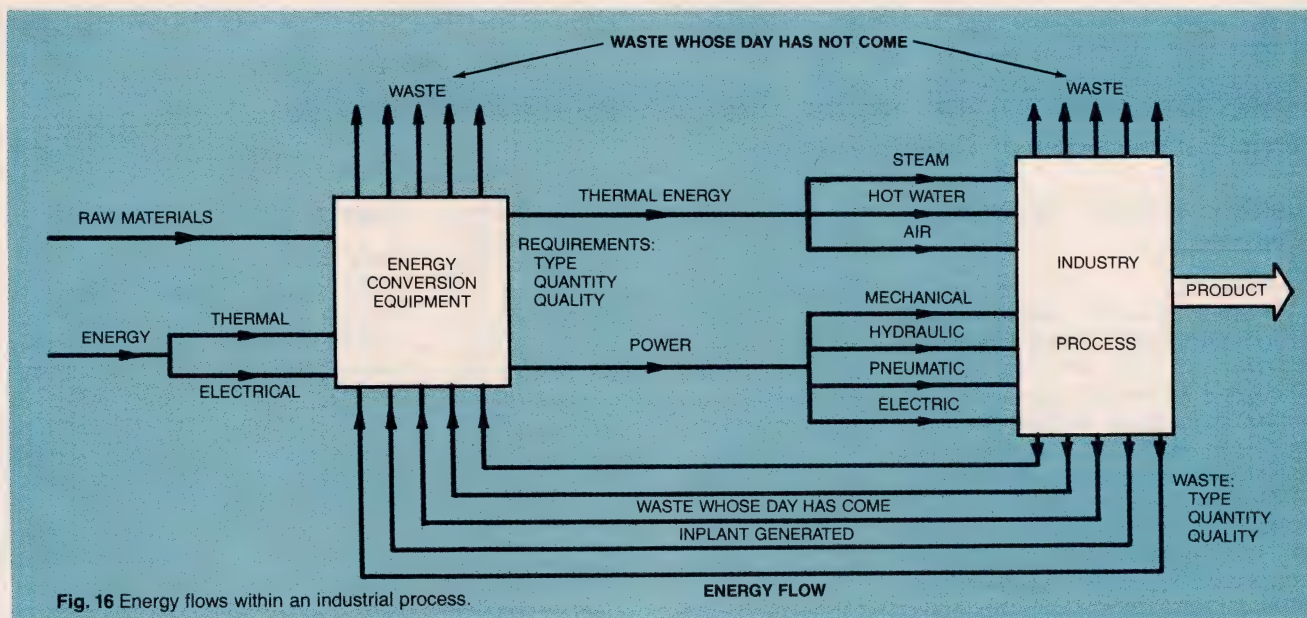 WASTE WHOSE DAY HAS NOT COME
WASTE
WASTE
RAW MATERIALS
ENERGY
THERMAL
ELECTRICAL
ENERGY
CONVERSION
EQUIPMENT
THERMAL ENERGY
REQUIREMENTS:
TYPE
QUANTITY
QUALITY
POWER
STEAM
HOT WATER
AIR
MECHANICAL
HYDRAULIC
PNEUMATIC
ELECTRIC
INDUSTRY
PROCESS
PRODUCT
WASTE:
TYPE
QUANTITY
QUALITY
WASTE WHOSE DAY HAS COME
INPLANT GENERATED
ENERGY FLOW
Fig. 16 Energy flows within an industrial process.